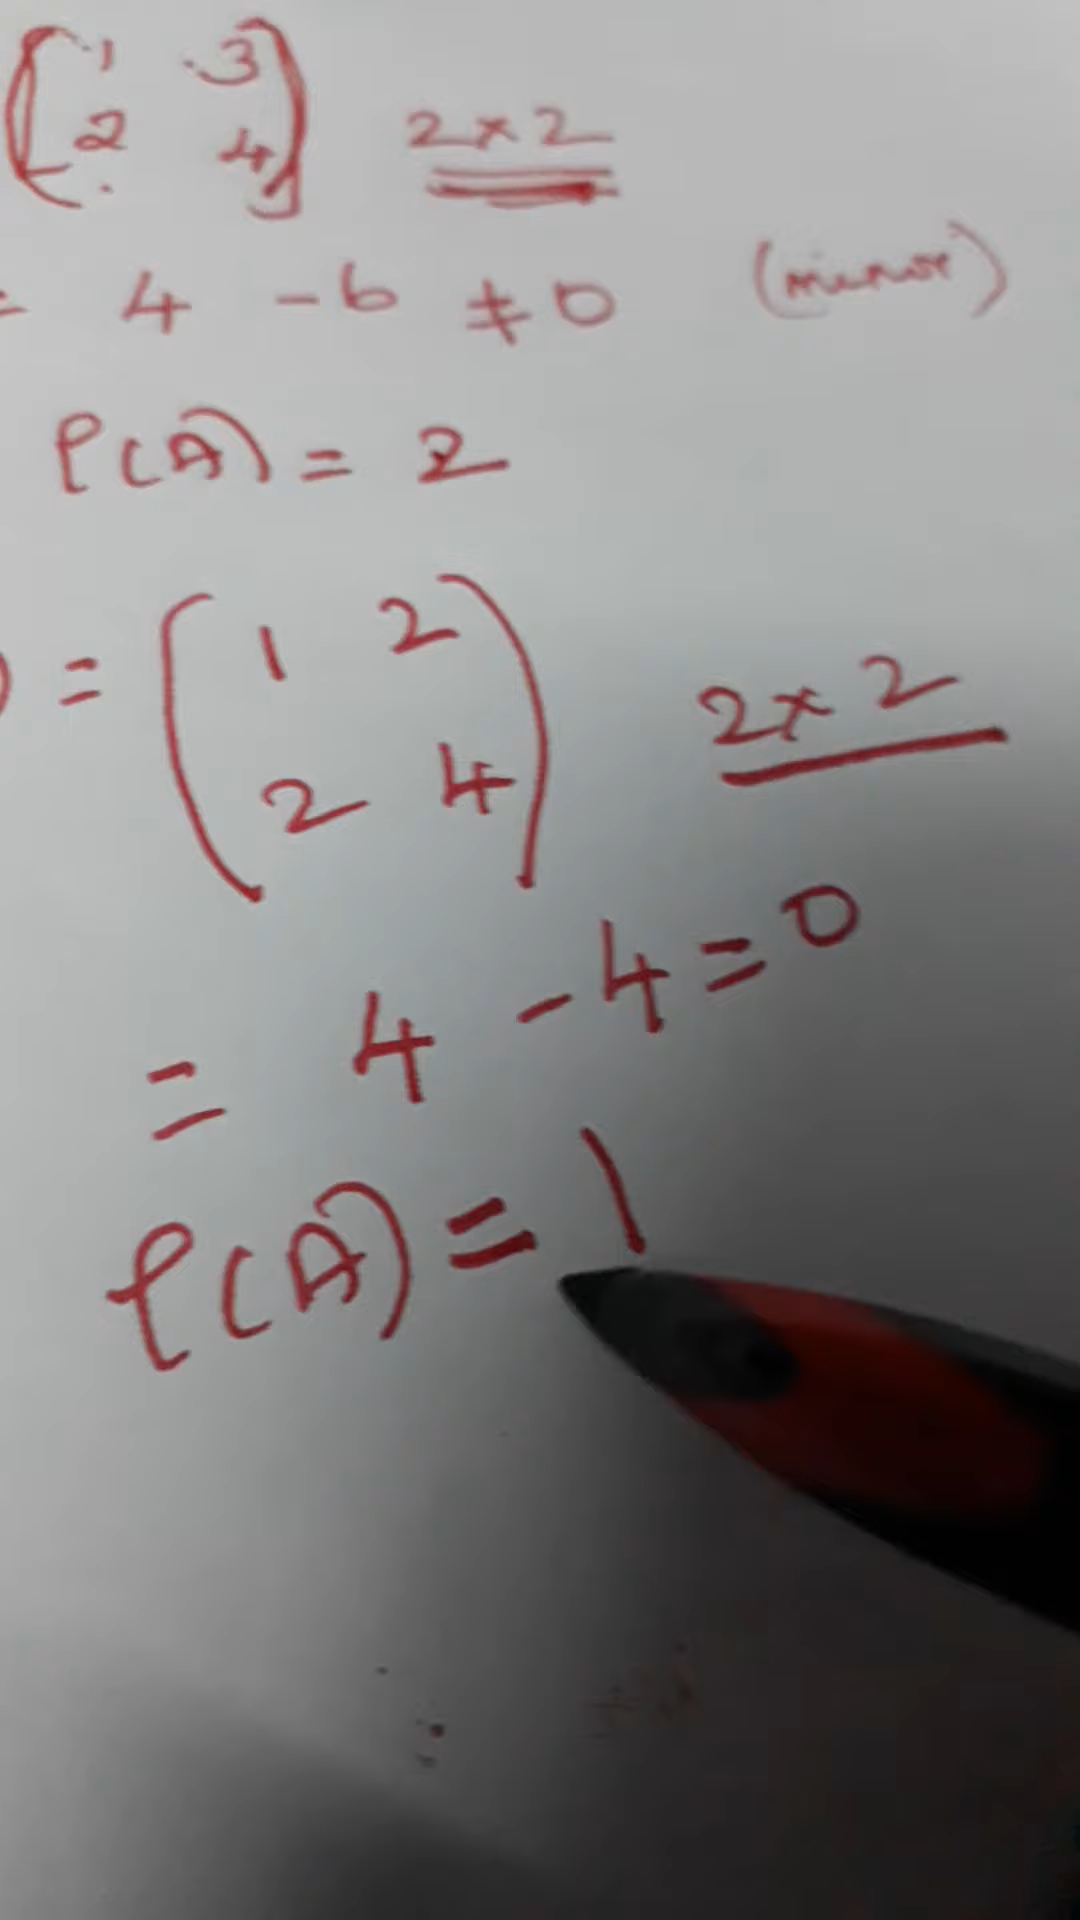 1 3 2×2
2 4
= 4 - 6 ≠ 0 (minor)
ρ(A) = 2
) = ( 1 2 ) 2×2
2 4
= 4 - 4 = 0
ρ(A) = 1